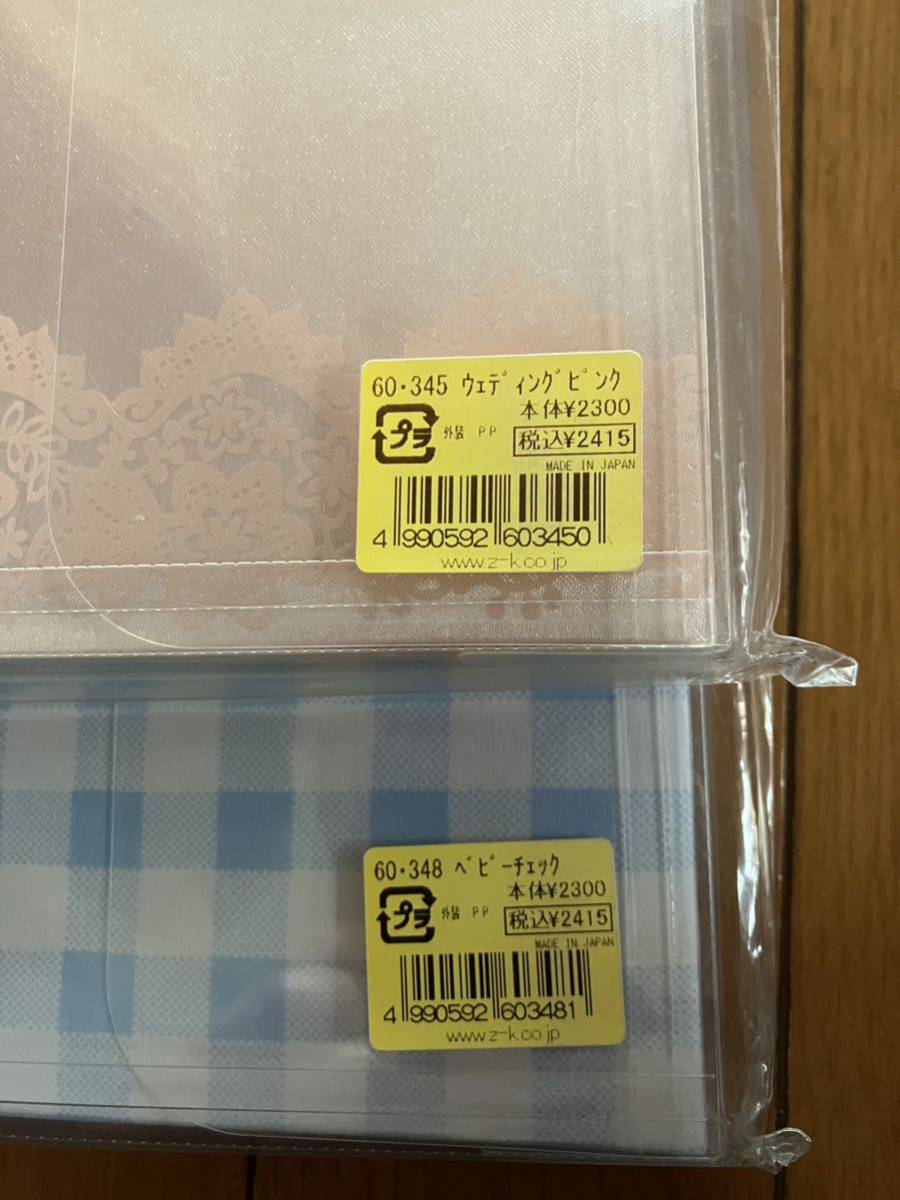 60・345 ウェディングピンク
本体¥2300
プラ 外装 PP
税込¥2415
MADE IN JAPAN
4 990592 603450
www.z-k.co.jp
60・348 ベビーチェック
本体¥2300
プラ 外装 PP
税込¥2415
MADE IN JAPAN
4 990592 603481
www.z-k.co.jp